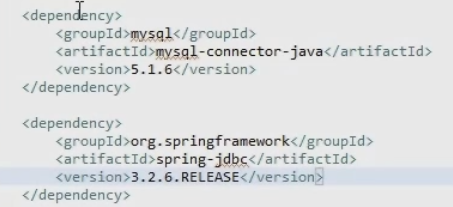 <dependency>
<groupId>mysql</groupId>
<artifactId>mysql-connector-java</artifactId>
<version>5.1.6</version>
</dependency>
<dependency>
<groupId>org.springframework</groupId>
<artifactId>spring-jdbc</artifactId>
<version>3.2.6.RELEASE</version>
</dependency>